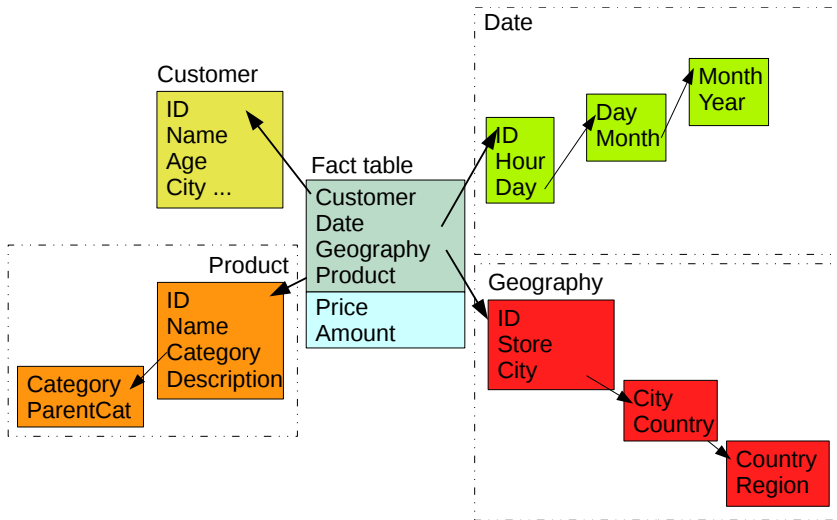 Customer
ID
Name
Age
City ...
Fact table
Customer
Date
Geography
Product
Price
Amount
Product
ID
Name
Category
Description
Category
ParentCat
Date
ID
Hour
Day
Day
Month
Month
Year
Geography
ID
Store
City
City
Country
Country
Region